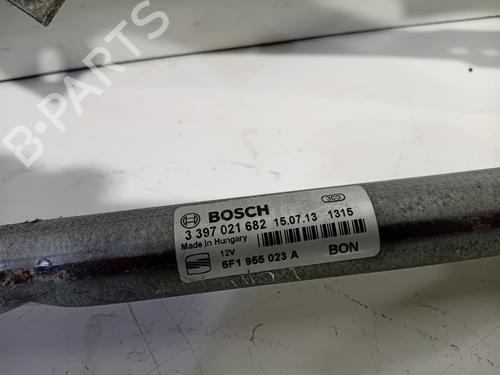 B-PARTS
BOSCH
3 397 021 682 15.07.13 1315
Made in Hungary
12V
6F1 955 023 A BON